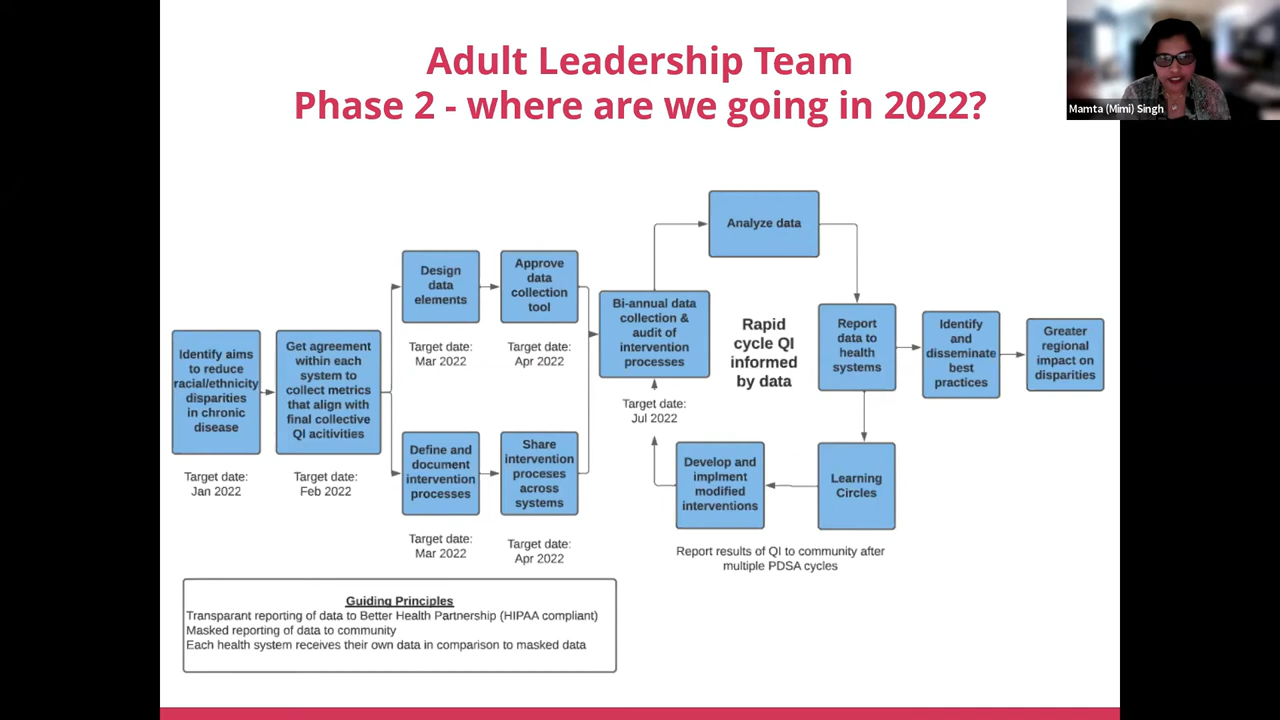 Adult Leadership Team
Phase 2 - where are we going in 2022?
Mamta (Mimi) Singh
Identify aims
to reduce
racial/ethnicity
disparities
in chronic
disease
Target date:
Jan 2022
Get agreement
within each
system to
collect metrics
that align with
final collective
QI acitivities
Target date:
Feb 2022
Design
data
elements
Target date:
Mar 2022
Approve
data
collection
tool
Target date:
Apr 2022
Define and
document
intervention
processes
Target date:
Mar 2022
Share
intervention
proceses
across
systems
Target date:
Apr 2022
Bi-annual data
collection &
audit of
intervention
processes
Target date:
Jul 2022
Analyze data
Rapid
cycle QI
informed
by data
Report
data to
health
systems
Identify
and
disseminate
best
practices
Greater
regional
impact on
disparities
Learning
Circles
Develop and
implment
modified
interventions
Report results of QI to community after
multiple PDSA cycles
Guiding Principles
Transparant reporting of data to Better Health Partnership (HIPAA compliant)
Masked reporting of data to community
Each health system receives their own data in comparison to masked data